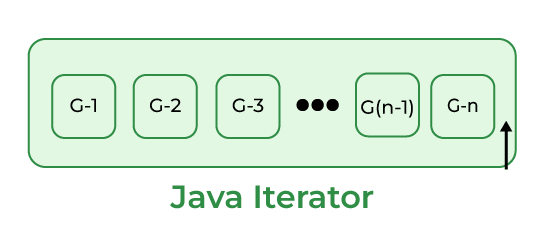 G-1 G-2 G-3 ●●● G(n-1) G-n
Java Iterator